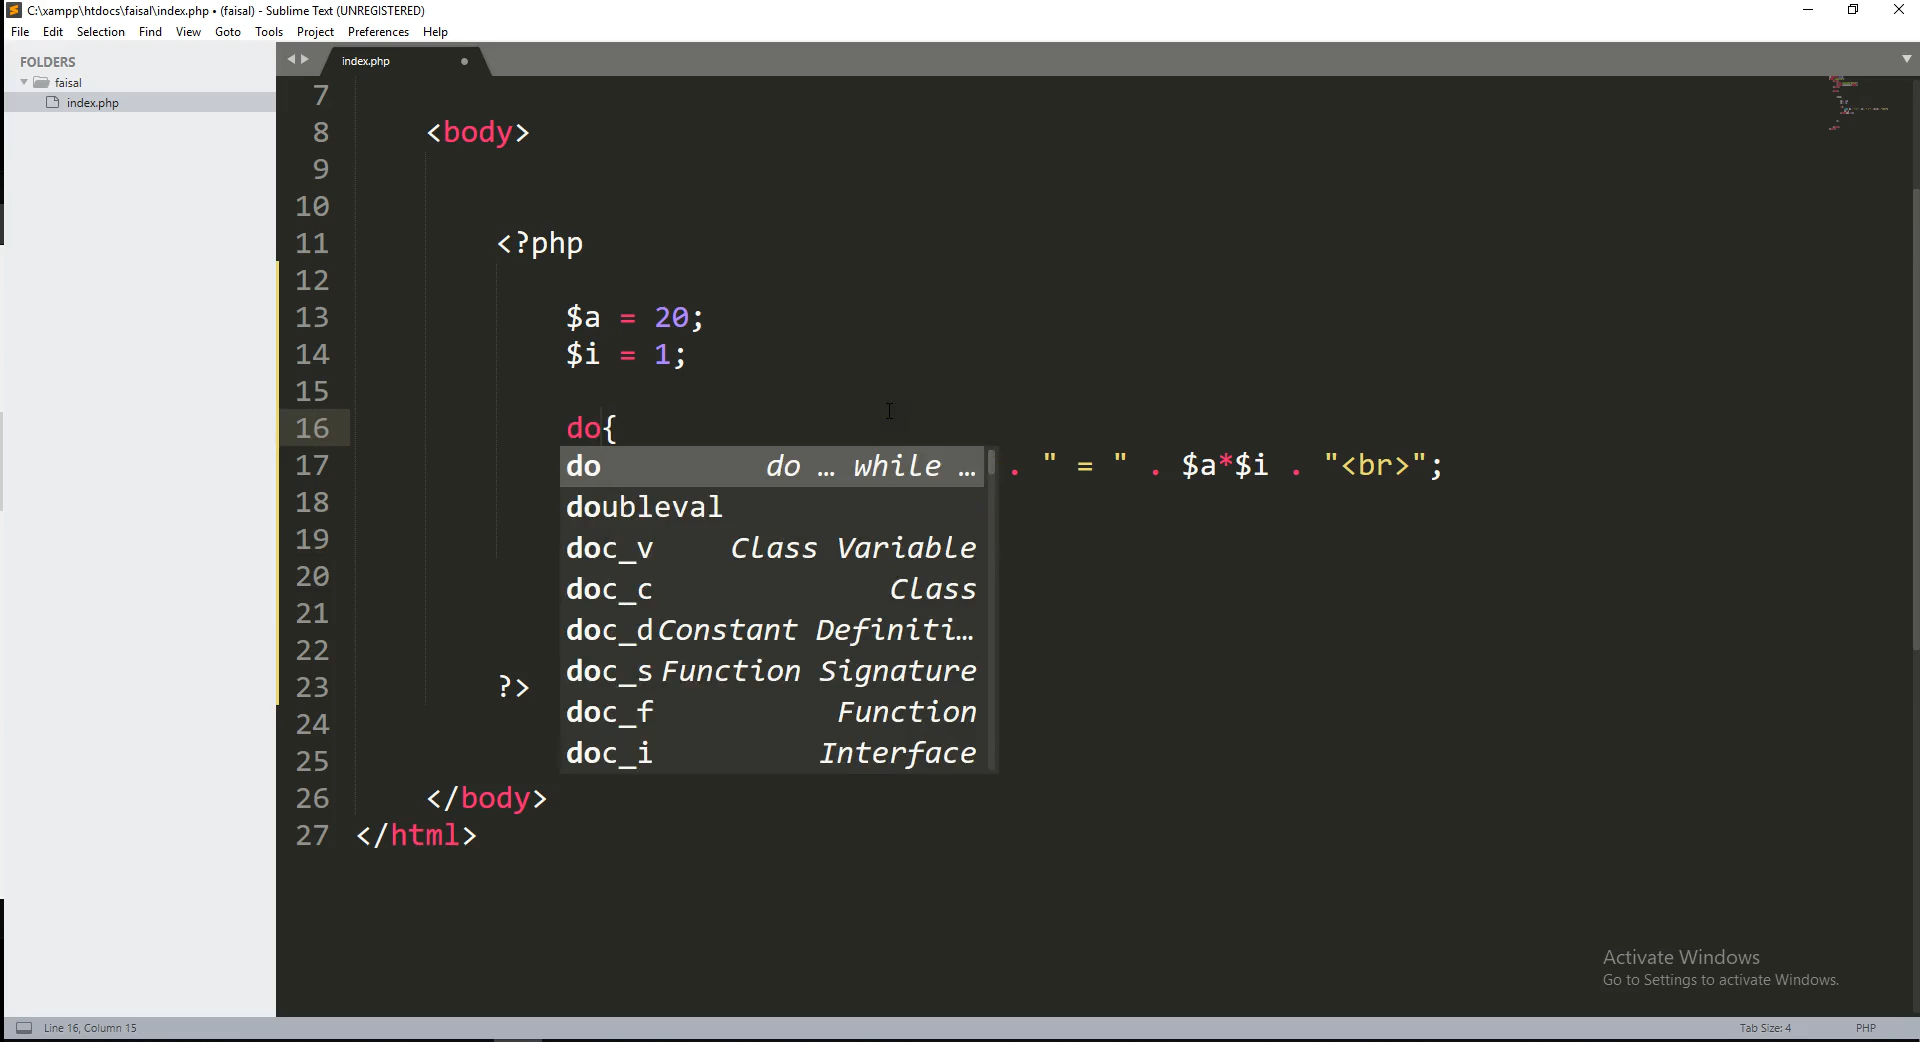 C:\xampp\htdocs\faisal\index.php • (faisal) - Sublime Text (UNREGISTERED)
File Edit Selection Find View Goto Tools Project Preferences Help
FOLDERS
faisal
index.php
index.php
7
8 <body>
9
10
11 <?php
12
13 $a = 20;
14 $i = 1;
15
16 do{
17 . " = " . $a*$i . "<br>";
18
19
20
21
22
23 ?>
24
25
26 </body>
27 </html>
do do … while …
doubleval
doc_v Class Variable
doc_c Class
doc_d Constant Definiti…
doc_s Function Signature
doc_f Function
doc_i Interface
Activate Windows
Go to Settings to activate Windows.
Line 16, Column 15
Tab Size: 4
PHP